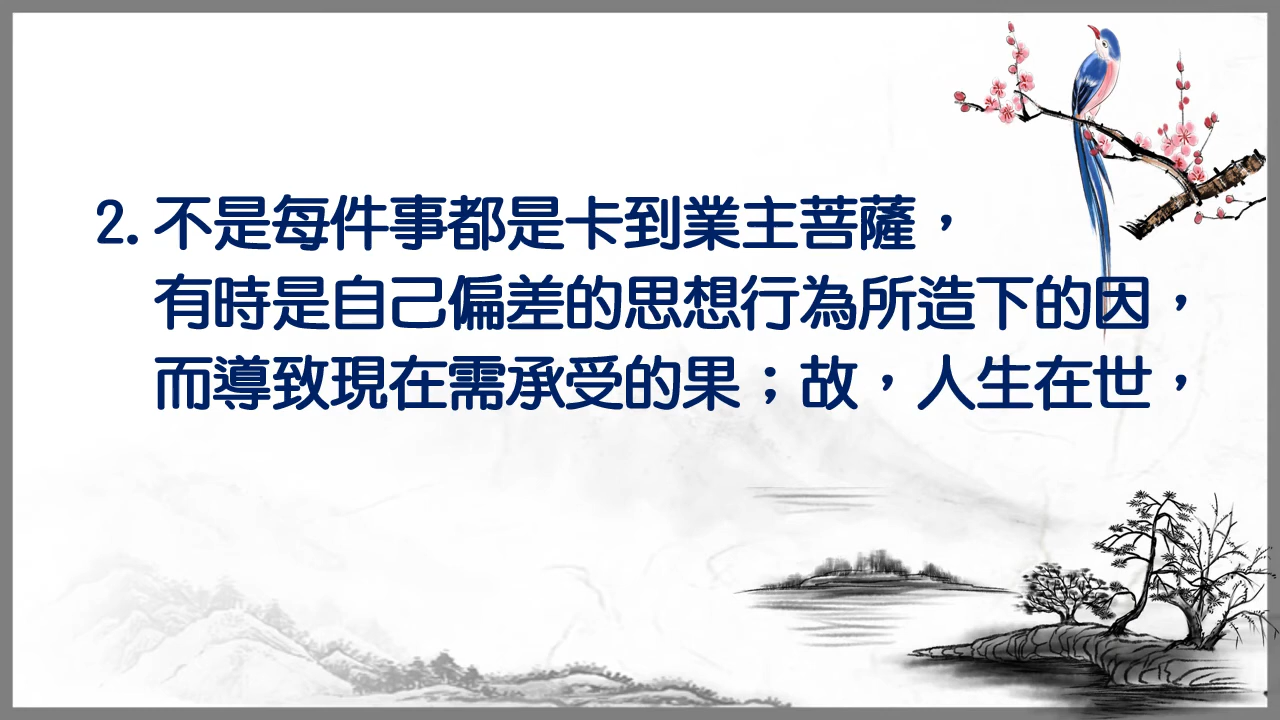 2.不是每件事都是卡到業主菩薩，
有時是自己偏差的思想行為所造下的因，
而導致現在需承受的果；故，人生在世，